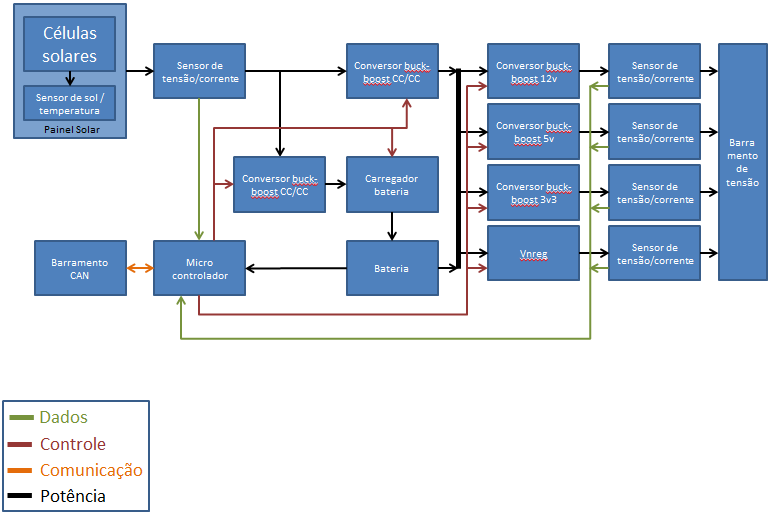 Células
solares
Sensor de sol /
temperatura
Painel Solar
Sensor de
tensão/corrente
Conversor buck-
boost CC/CC
Conversor buck-
boost 12v
Sensor de
tensão/corrente
Conversor buck-
boost 5v
Sensor de
tensão/corrente
Barra
mento
de
tensão
Conversor buck-
boost CC/CC
Carregador
bateria
Conversor buck-
boost 3v3
Sensor de
tensão/corrente
Barramento
CAN
Micro
controlador
Bateria
Vnreg
Sensor de
tensão/corrente
Dados
Controle
Comunicação
Potência